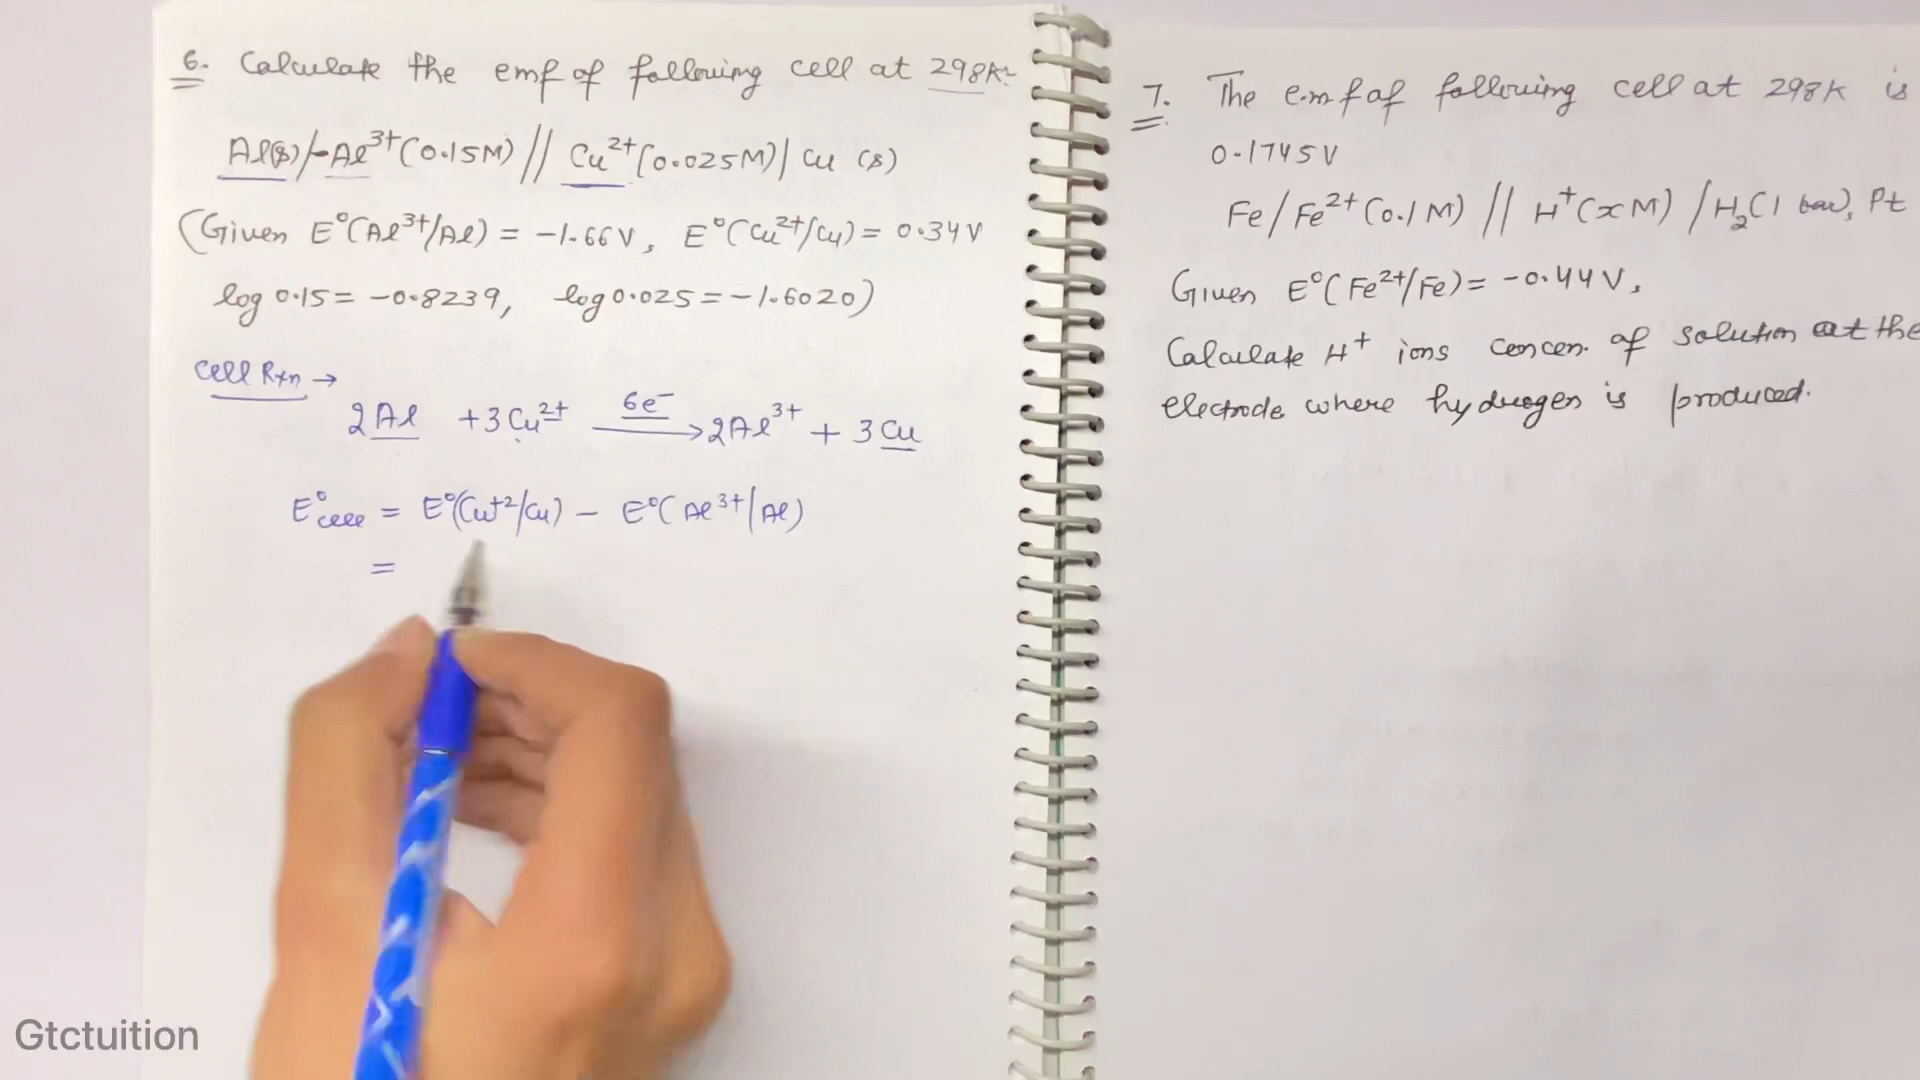 6. Calculate the emf of following cell at 298K
Al(s)/Al³⁺(0.15M) // Cu²⁺(0.025M)/Cu (s)
(Given E°(Al³⁺/Al) = -1.66V, E°(Cu²⁺/Cu) = 0.34V
log 0.15 = -0.8239, log 0.025 = -1.6020)
Cell Rxn →
2Al + 3Cu²⁺ 6e⁻→ 2Al³⁺ + 3Cu
E°cell = E°(Cu⁺²/Cu) - E°(Al³⁺/Al)
=
7. The e.m.f of following cell at 298K is
0.1745V
Fe/Fe²⁺(0.1M) // H⁺(xM) /H₂(1 bar), Pt
Given E°(Fe²⁺/Fe) = -0.44V,
Calculate H⁺ ions concen. of solution at the
electrode where hydrogen is produced.
Gtctuition